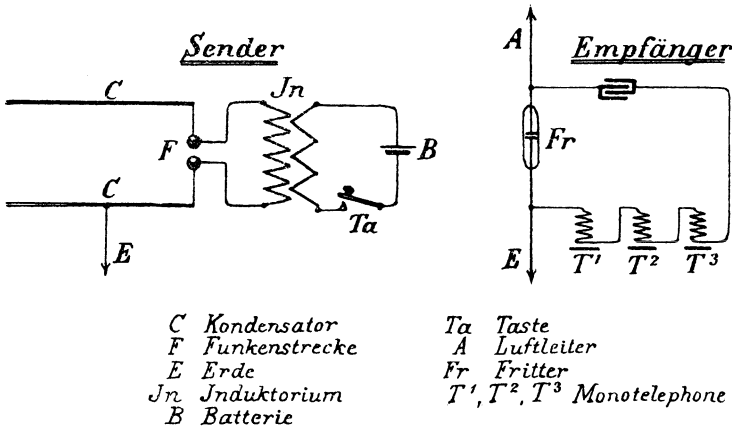 Sender
Jn
C
F
C
B
Ta
E
A
Empfänger
Fr
E
T¹ T² T³
C Kondensator
F Funkenstrecke
E Erde
Jn Jnduktorium
B Batterie
Ta Taste
A Luftleiter
Fr Fritter
T¹, T², T³ Monotelephone